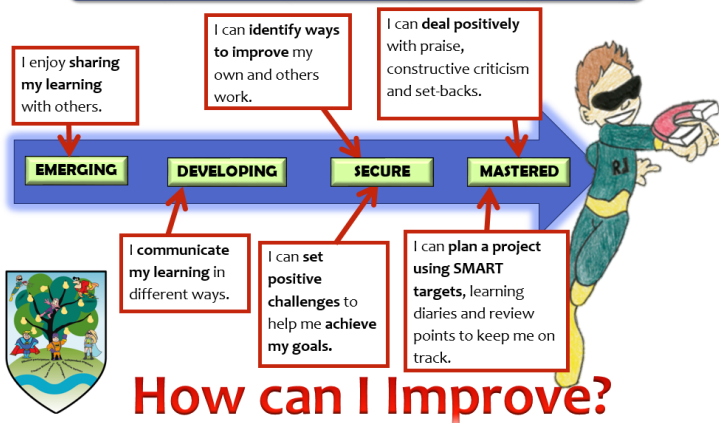 I enjoy sharing
my learning
with others.
I can identify ways
to improve my
own and others
work.
I can deal positively
with praise,
constructive criticism
and set-backs.
EMERGING
DEVELOPING
SECURE
MASTERED
RJ
I communicate
my learning in
different ways.
I can set
positive
challenges to
help me achieve
my goals.
I can plan a project
using SMART
targets, learning
diaries and review
points to keep me on
track.
How can I Improve?